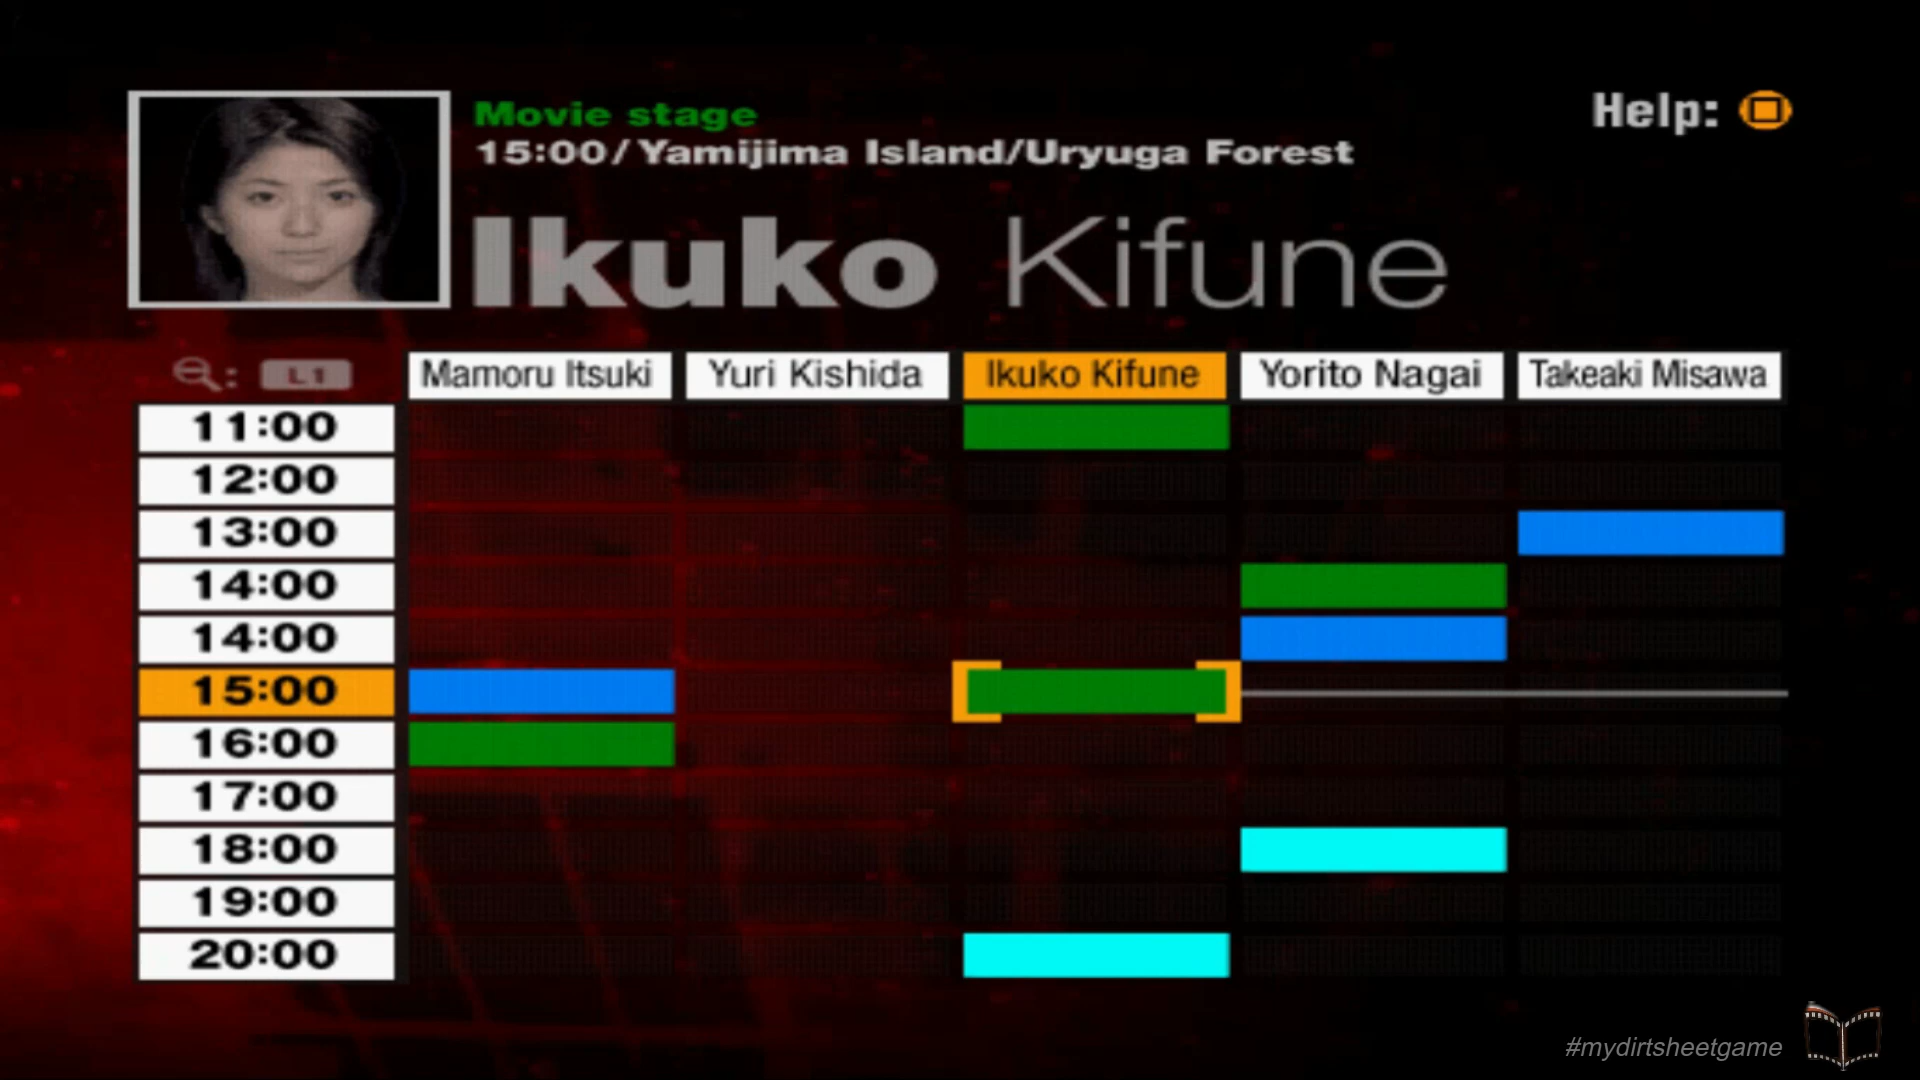 Movie stage
Help:
15:00/Yamijima Island/Uryuga Forest
Ikuko Kifune
: L1
Mamoru Itsuki
Yuri Kishida
Ikuko Kifune
Yorito Nagai
Takeaki Misawa
11:00
12:00
13:00
14:00
14:00
15:00
16:00
17:00
18:00
19:00
20:00
#mydirtsheetgame